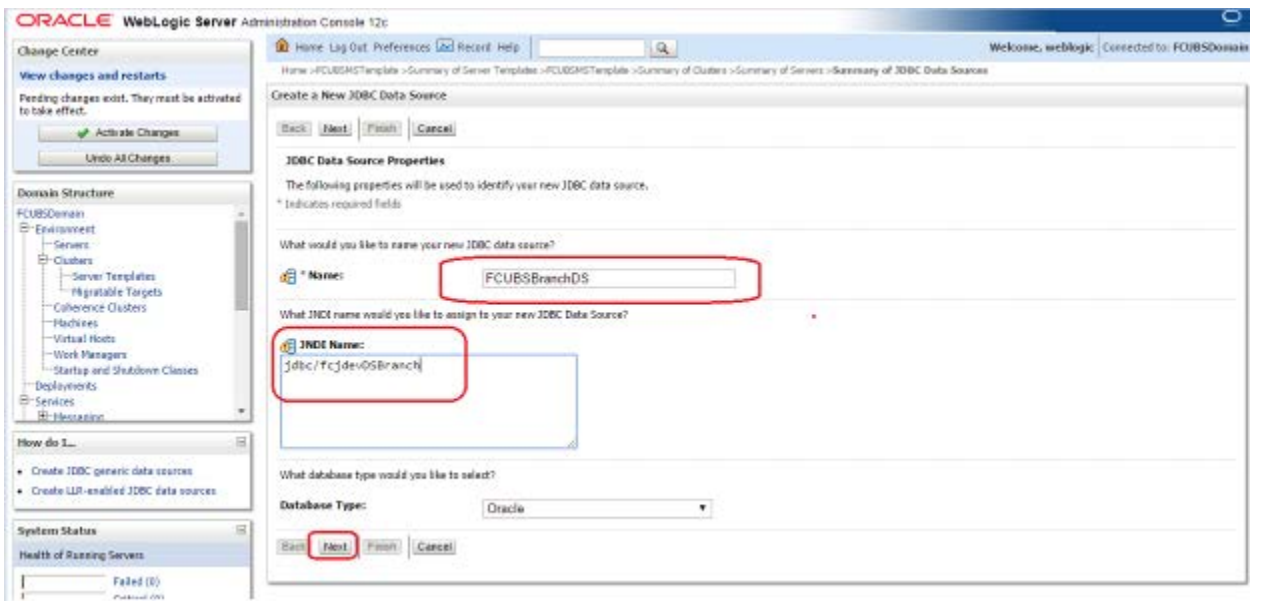 ORACLE WebLogic Server Administration Console 12c
Change Center
View changes and restarts
Pending changes exist. They must be activated
to take effect.
Activate Changes
Undo All Changes
Domain Structure
FCUBSDomain
Environment
Servers
Clusters
Server Templates
Migratable Targets
Coherence Clusters
Machines
Virtual Hosts
Work Managers
Startup and Shutdown Classes
Deployments
Services
Messaging
How do I...
Create JDBC generic data sources
Create LLR-enabled JDBC data sources
System Status
Health of Running Servers
Failed (0)
Critical (0)
Home Log Out Preferences Record Help
Welcome, weblogic Connected to: FCUBSDomain
Home >FCUBSMSTemplate >Summary of Server Templates >FCUBSMSTemplate >Summary of Clusters >Summary of Servers >Summary of JDBC Data Sources
Create a New JDBC Data Source
Back Next Finish Cancel
JDBC Data Source Properties
The following properties will be used to identify your new JDBC data source.
* Indicates required fields
What would you like to name your new JDBC data source?
* Name: FCUBSBranchDS
What JNDI name would you like to assign to your new JDBC Data Source?
JNDI Name:
jdbc/fcjdevDSBranch
What database type would you like to select?
Database Type: Oracle
Back Next Finish Cancel